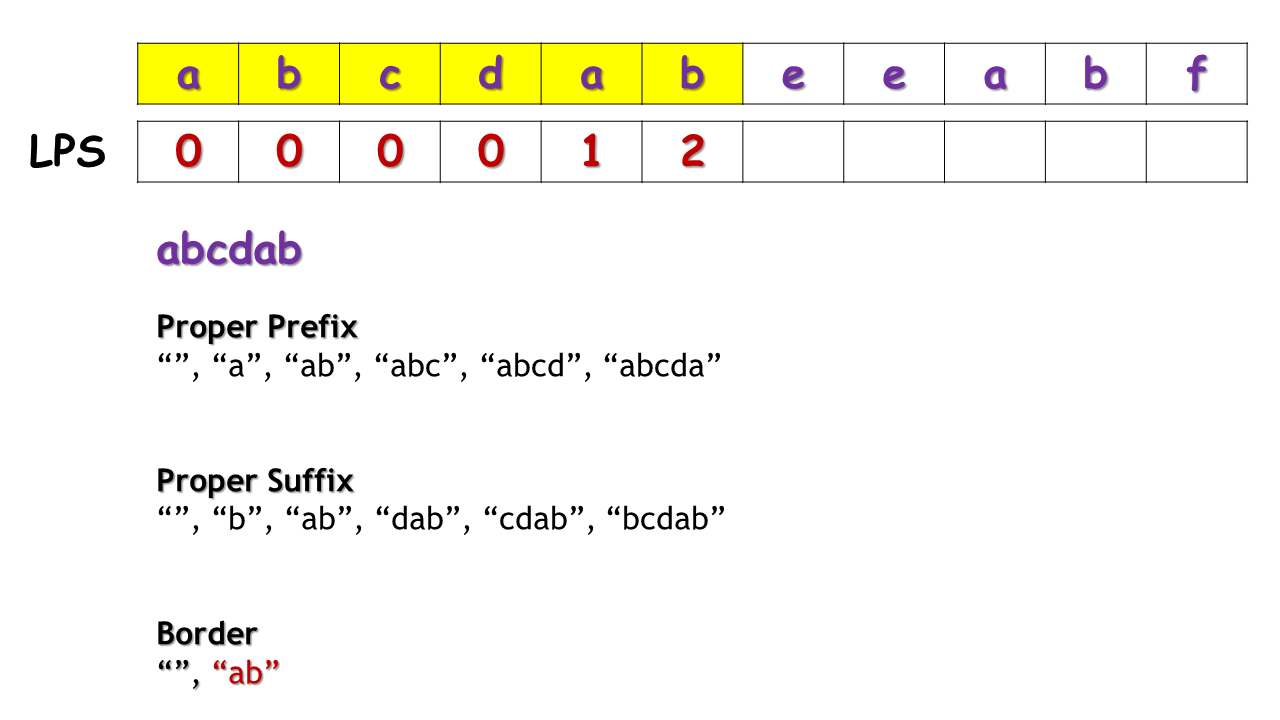 a b c d a b e e a b f
LPS 0 0 0 0 1 2
abcdab
Proper Prefix
“”, “a”, “ab”, “abc”, “abcd”, “abcda”
Proper Suffix
“”, “b”, “ab”, “dab”, “cdab”, “bcdab”
Border
“”, “ab”